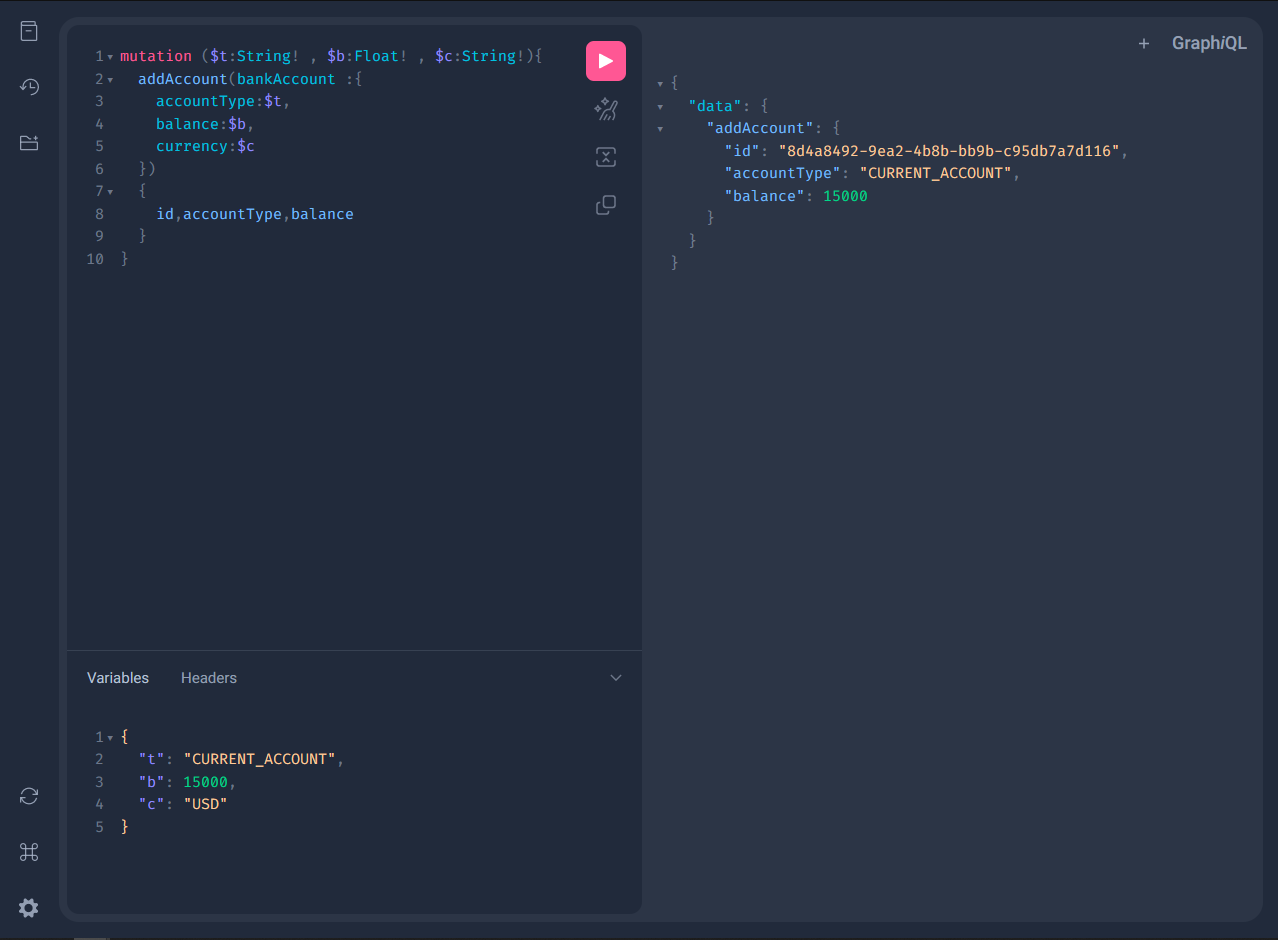 1 mutation ($t:String! , $b:Float! , $c:String!){
2 addAccount(bankAccount :{
3 accountType:$t,
4 balance:$b,
5 currency:$c
6 })
7 {
8 id,accountType,balance
9 }
10 }
Variables Headers
1 {
2 "t": "CURRENT_ACCOUNT",
3 "b": 15000,
4 "c": "USD"
5 }
+ GraphiQL
{
"data": {
"addAccount": {
"id": "8d4a8492-9ea2-4b8b-bb9b-c95db7a7d116",
"accountType": "CURRENT_ACCOUNT",
"balance": 15000
}
}
}